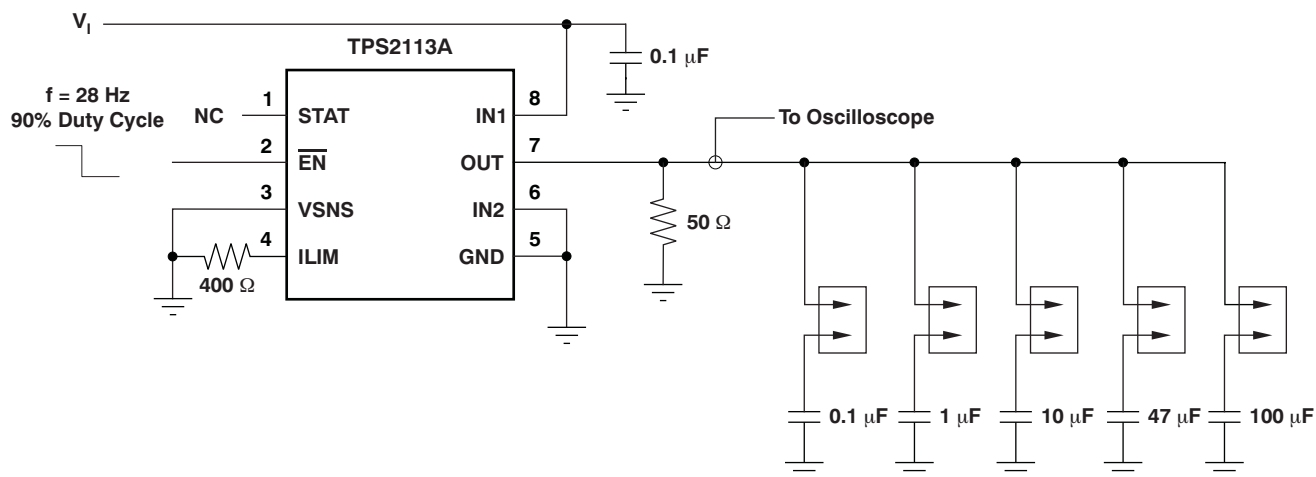 V_I
TPS2113A
0.1 μF
f = 28 Hz
90% Duty Cycle
NC
1
STAT
IN1
8
To Oscilloscope
2
EN
OUT
7
3
VSNS
IN2
6
50 Ω
4
ILIM
GND
5
400 Ω
0.1 μF
1 μF
10 μF
47 μF
100 μF